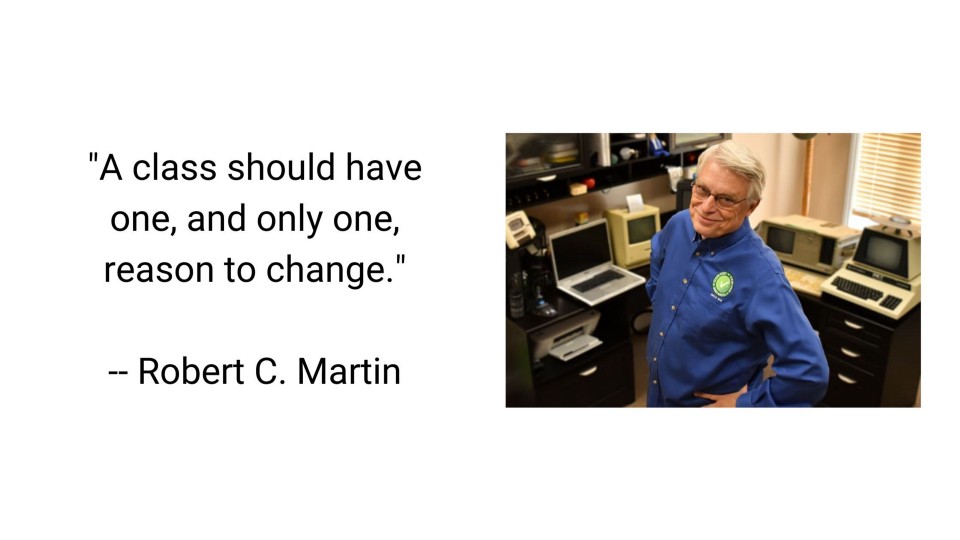 "A class should have
one, and only one,
reason to change."
-- Robert C. Martin